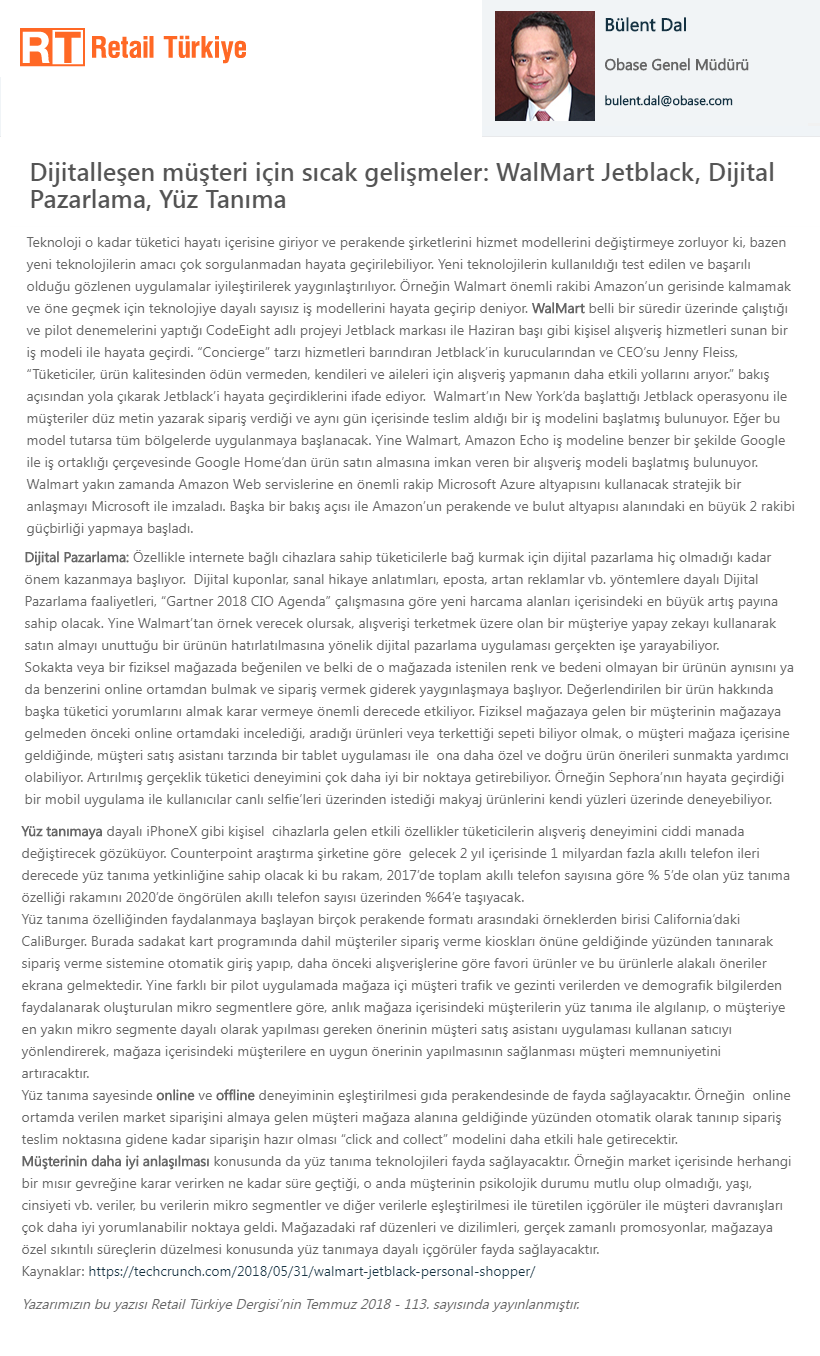 RT Retail Türkiye
Bülent Dal
Obase Genel Müdürü
bulent.dal@obase.com
Dijitalleşen müşteri için sıcak gelişmeler: WalMart Jetblack, Dijital
Pazarlama, Yüz Tanıma
Teknoloji o kadar tüketici hayatı içerisine giriyor ve perakende şirketlerini hizmet modellerini değiştirmeye zorluyor ki, bazen
yeni teknolojilerin amacı çok sorgulanmadan hayata geçirilebiliyor. Yeni teknolojilerin kullanıldığı test edilen ve başarılı
olduğu gözlenen uygulamalar iyileştirilerek yaygınlaştırılıyor. Örneğin Walmart önemli rakibi Amazon’un gerisinde kalmamak
ve öne geçmek için teknolojiye dayalı sayısız iş modellerini hayata geçirip deniyor. WalMart belli bir süredir üzerinde çalıştığı
ve pilot denemelerini yaptığı CodeEight adlı projeyi Jetblack markası ile Haziran başı gibi kişisel alışveriş hizmetleri sunan bir
iş modeli ile hayata geçirdi. “Concierge” tarzı hizmetleri barındıran Jetblack’in kurucularından ve CEO’su Jenny Fleiss,
“Tüketiciler, ürün kalitesinden ödün vermeden, kendileri ve aileleri için alışveriş yapmanın daha etkili yollarını arıyor.” bakış
açısından yola çıkarak Jetblack’i hayata geçirdiklerini ifade ediyor.  Walmart’ın New York’da başlattığı Jetblack operasyonu ile
müşteriler düz metin yazarak sipariş verdiği ve aynı gün içerisinde teslim aldığı bir iş modelini başlatmış bulunuyor. Eğer bu
model tutarsa tüm bölgelerde uygulanmaya başlanacak. Yine Walmart, Amazon Echo iş modeline benzer bir şekilde Google
ile iş ortaklığı çerçevesinde Google Home’dan ürün satın almasına imkan veren bir alışveriş modeli başlatmış bulunuyor.
Walmart yakın zamanda Amazon Web servislerine en önemli rakip Microsoft Azure altyapısını kullanacak stratejik bir
anlaşmayı Microsoft ile imzaladı. Başka bir bakış açısı ile Amazon’un perakende ve bulut altyapısı alanındaki en büyük 2 rakibi
güçbirliği yapmaya başladı.
Dijital Pazarlama: Özellikle internete bağlı cihazlara sahip tüketicilerle bağ kurmak için dijital pazarlama hiç olmadığı kadar
önem kazanmaya başlıyor.  Dijital kuponlar, sanal hikaye anlatımları, eposta, artan reklamlar vb. yöntemlere dayalı Dijital
Pazarlama faaliyetleri, “Gartner 2018 CIO Agenda” çalışmasına göre yeni harcama alanları içerisindeki en büyük artış payına
sahip olacak. Yine Walmart’tan örnek verecek olursak, alışverişi terketmek üzere olan bir müşteriye yapay zekayı kullanarak
satın almayı unuttuğu bir ürünün hatırlatılmasına yönelik dijital pazarlama uygulaması gerçekten işe yarayabiliyor.
Sokakta veya bir fiziksel mağazada beğenilen ve belki de o mağazada istenilen renk ve bedeni olmayan bir ürünün aynısını ya
da benzerini online ortamdan bulmak ve sipariş vermek giderek yaygınlaşmaya başlıyor. Değerlendirilen bir ürün hakkında
başka tüketici yorumlarını almak karar vermeye önemli derecede etkiliyor. Fiziksel mağazaya gelen bir müşterinin mağazaya
gelmeden önceki online ortamdaki incelediği, aradığı ürünleri veya terkettiği sepeti biliyor olmak, o müşteri mağaza içerisine
geldiğinde, müşteri satış asistanı tarzında bir tablet uygulaması ile  ona daha özel ve doğru ürün önerileri sunmakta yardımcı
olabiliyor. Artırılmış gerçeklik tüketici deneyimini çok daha iyi bir noktaya getirebiliyor. Örneğin Sephora’nın hayata geçirdiği
bir mobil uygulama ile kullanıcılar canlı selfie’leri üzerinden istediği makyaj ürünlerini kendi yüzleri üzerinde deneyebiliyor.
Yüz tanımaya dayalı iPhoneX gibi kişisel  cihazlarla gelen etkili özellikler tüketicilerin alışveriş deneyimini ciddi manada
değiştirecek gözüküyor. Counterpoint araştırma şirketine göre  gelecek 2 yıl içerisinde 1 milyardan fazla akıllı telefon ileri
derecede yüz tanıma yetkinliğine sahip olacak ki bu rakam, 2017’de toplam akıllı telefon sayısına göre % 5’de olan yüz tanıma
özelliği rakamını 2020’de öngörülen akıllı telefon sayısı üzerinden %64’e taşıyacak.
Yüz tanıma özelliğinden faydalanmaya başlayan birçok perakende formatı arasındaki örneklerden birisi California’daki
CaliBurger. Burada sadakat kart programında dahil müşteriler sipariş verme kioskları önüne geldiğinde yüzünden tanınarak
sipariş verme sistemine otomatik giriş yapıp, daha önceki alışverişlerine göre favori ürünler ve bu ürünlerle alakalı öneriler
ekrana gelmektedir. Yine farklı bir pilot uygulamada mağaza içi müşteri trafik ve gezinti verilerden ve demografik bilgilerden
faydalanarak oluşturulan mikro segmentlere göre, anlık mağaza içerisindeki müşterilerin yüz tanıma ile algılanıp, o müşteriye
en yakın mikro segmente dayalı olarak yapılması gereken önerinin müşteri satış asistanı uygulaması kullanan satıcıyı
yönlendirerek, mağaza içerisindeki müşterilere en uygun önerinin yapılmasının sağlanması müşteri memnuniyetini
artıracaktır.
Yüz tanıma sayesinde online ve offline deneyiminin eşleştirilmesi gıda perakendesinde de fayda sağlayacaktır. Örneğin  online
ortamda verilen market siparişini almaya gelen müşteri mağaza alanına geldiğinde yüzünden otomatik olarak tanınıp sipariş
teslim noktasına gidene kadar siparişin hazır olması “click and collect” modelini daha etkili hale getirecektir.
Müşterinin daha iyi anlaşılması konusunda da yüz tanıma teknolojileri fayda sağlayacaktır. Örneğin market içerisinde herhangi
bir mısır gevreğine karar verirken ne kadar süre geçtiği, o anda müşterinin psikolojik durumu mutlu olup olmadığı, yaşı,
cinsiyeti vb. veriler, bu verilerin mikro segmentler ve diğer verilerle eşleştirilmesi ile türetilen içgörüler ile müşteri davranışları
çok daha iyi yorumlanabilir noktaya geldi. Mağazadaki raf düzenleri ve dizilimleri, gerçek zamanlı promosyonlar, mağazaya
özel sıkıntılı süreçlerin düzelmesi konusunda yüz tanımaya dayalı içgörüler fayda sağlayacaktır.
Kaynaklar: https://techcrunch.com/2018/05/31/walmart-jetblack-personal-shopper/
Yazarımızın bu yazısı Retail Türkiye Dergisi’nin Temmuz 2018 - 113. sayısında yayınlanmıştır.